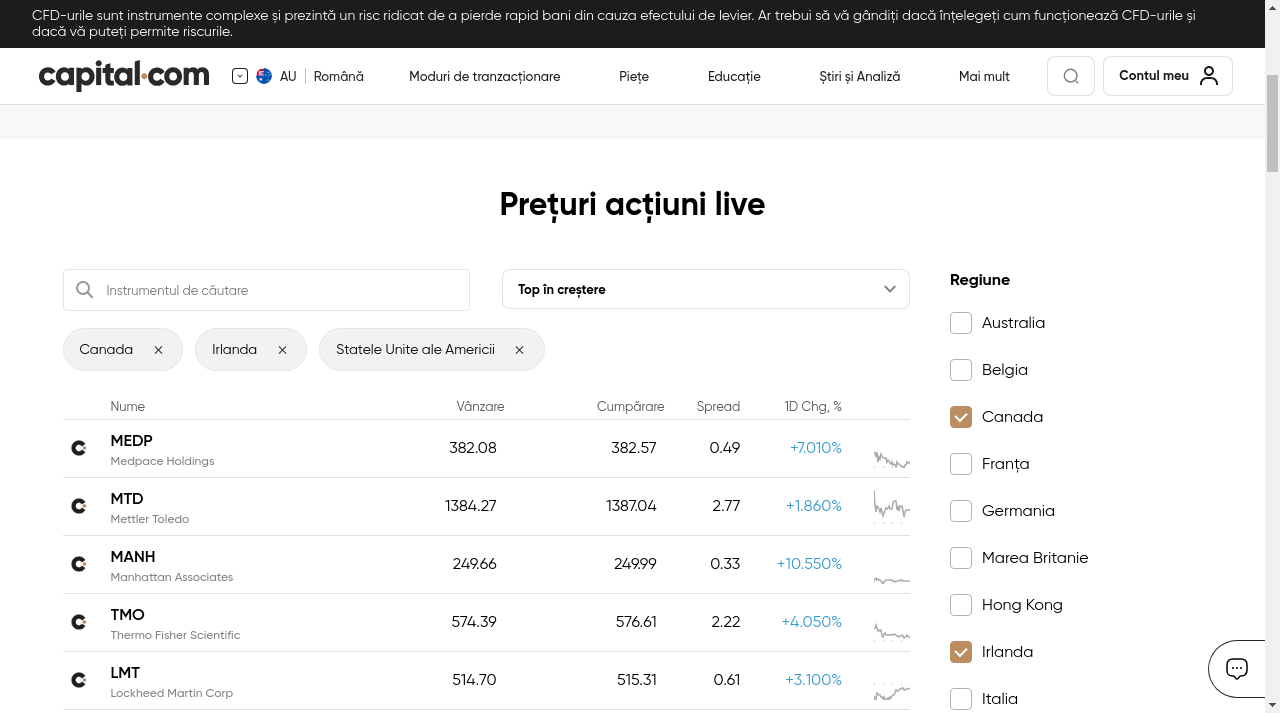 CFD-urile sunt instrumente complexe și prezintă un risc ridicat de a pierde rapid bani din cauza efectului de levier. Ar trebui să vă gândiți dacă înțelegeți cum funcționează CFD-urile și
dacă vă puteți permite riscurile.
capital.com
AU Română Moduri de tranzacționare Piețe Educație Știri și Analiză Mai mult Contul meu
Prețuri acțiuni live
Instrumentul de căutare
Top în creștere
Regiune
Australia
Canada Irlanda Statele Unite ale Americii
Belgia
Nume Vânzare Cumpărare Spread 1D Chg, %
Canada
MEDP 382.08 382.57 0.49 +7.010%
Medpace Holdings
Franța
MTD 1384.27 1387.04 2.77 +1.860%
Mettler Toledo
Germania
MANH 249.66 249.99 0.33 +10.550%
Manhattan Associates
Marea Britanie
Hong Kong
TMO 574.39 576.61 2.22 +4.050%
Thermo Fisher Scientific
Irlanda
LMT 514.70 515.31 0.61 +3.100%
Lockheed Martin Corp
Italia